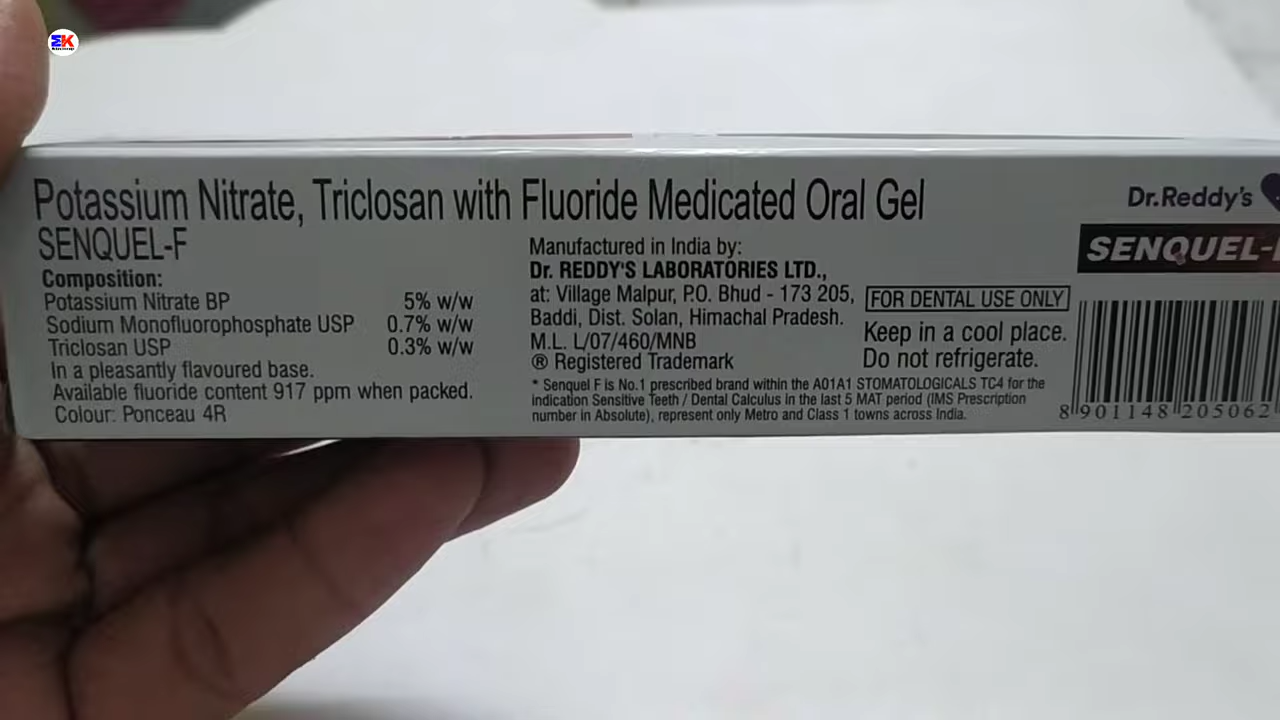 Potassium Nitrate, Triclosan with Fluoride Medicated Oral Gel
SENQUEL-F
Composition:
Potassium Nitrate BP 5% w/w
Sodium Monofluorophosphate USP 0.7% w/w
Triclosan USP 0.3% w/w
In a pleasantly flavoured base.
Available fluoride content 917 ppm when packed.
Colour: Ponceau 4R
Manufactured in India by:
Dr. REDDY'S LABORATORIES LTD.,
at: Village Malpur, P.O. Bhud - 173 205,
Baddi, Dist. Solan, Himachal Pradesh.
M.L. L/07/460/MNB
® Registered Trademark
* Senquel F is No.1 prescribed brand within the A01A1 STOMATOLOGICALS TC4 for the
indication Sensitive Teeth / Dental Calculus in the last 5 MAT period (IMS Prescription
number in Absolute), represent only Metro and Class 1 towns across India.
FOR DENTAL USE ONLY
Keep in a cool place.
Do not refrigerate.
Dr.Reddy's
SENQUEL-
8 901148 205062